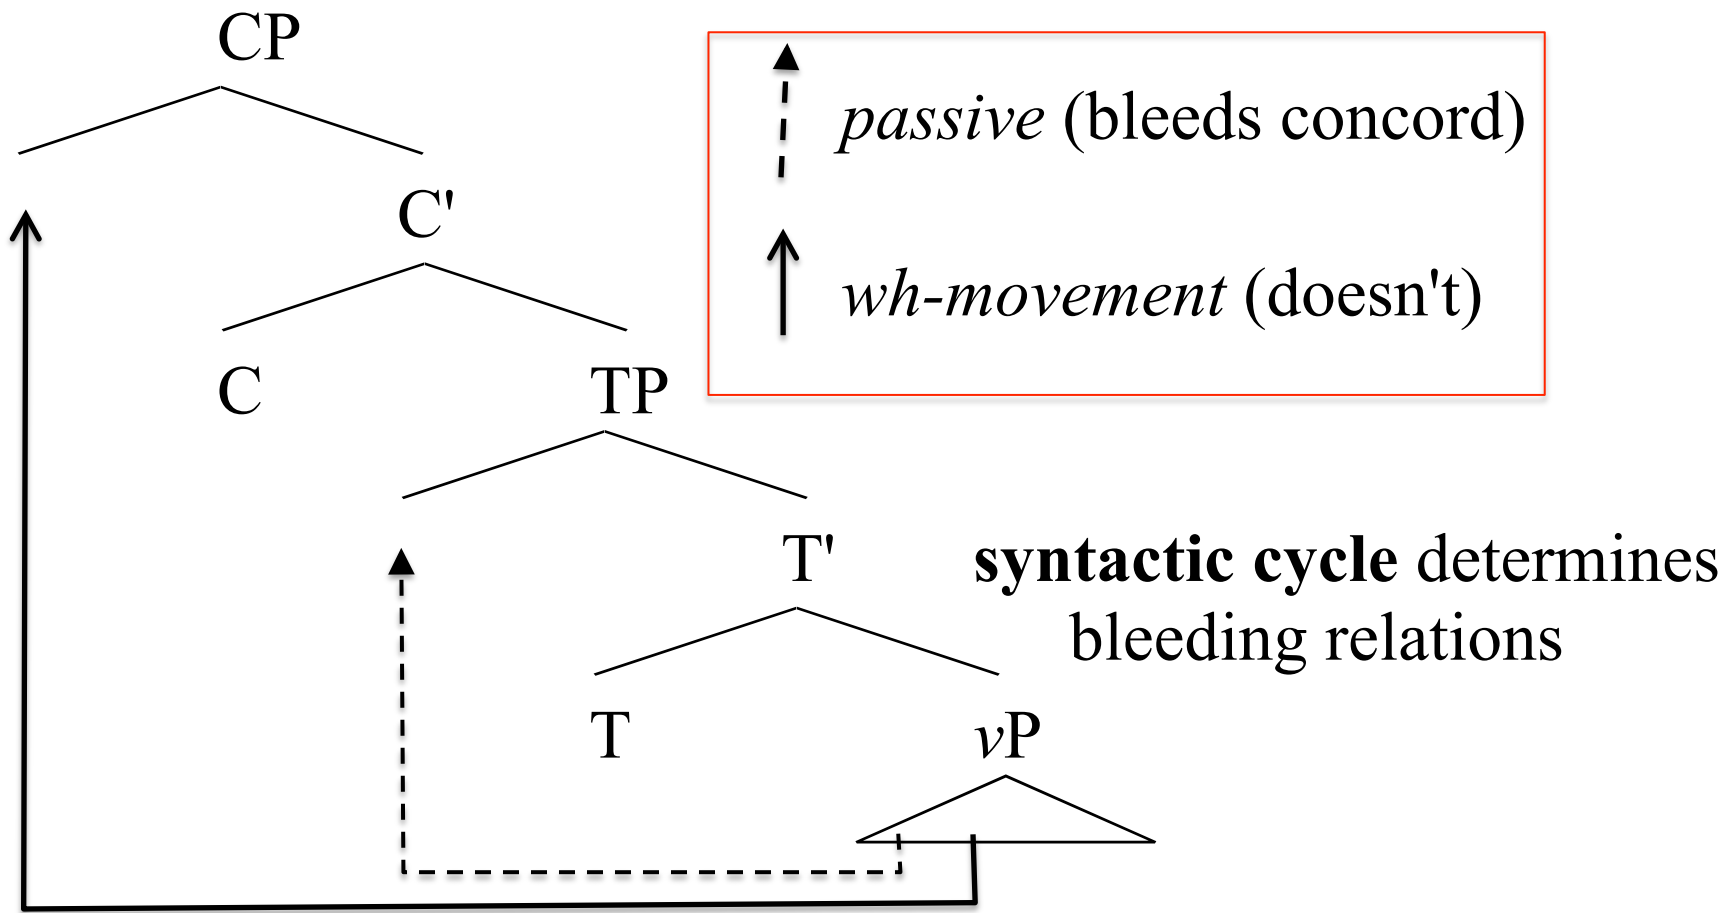 CP
passive (bleeds concord)
C'
wh-movement (doesn't)
C
TP
T'
syntactic cycle determines
bleeding relations
T
vP